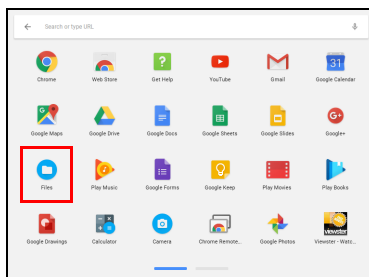 Search or type URL
Chrome Web Store Get Help YouTube Gmail Google Calendar
31
Google Maps Google Drive Google Docs Google Sheets Google Slides Google+
G+
Files Play Music Google Forms Google Keep Play Movies Play Books
Google Drawings Calculator Camera Chrome Remote... Google Photos Viewster - Watc...
viewster